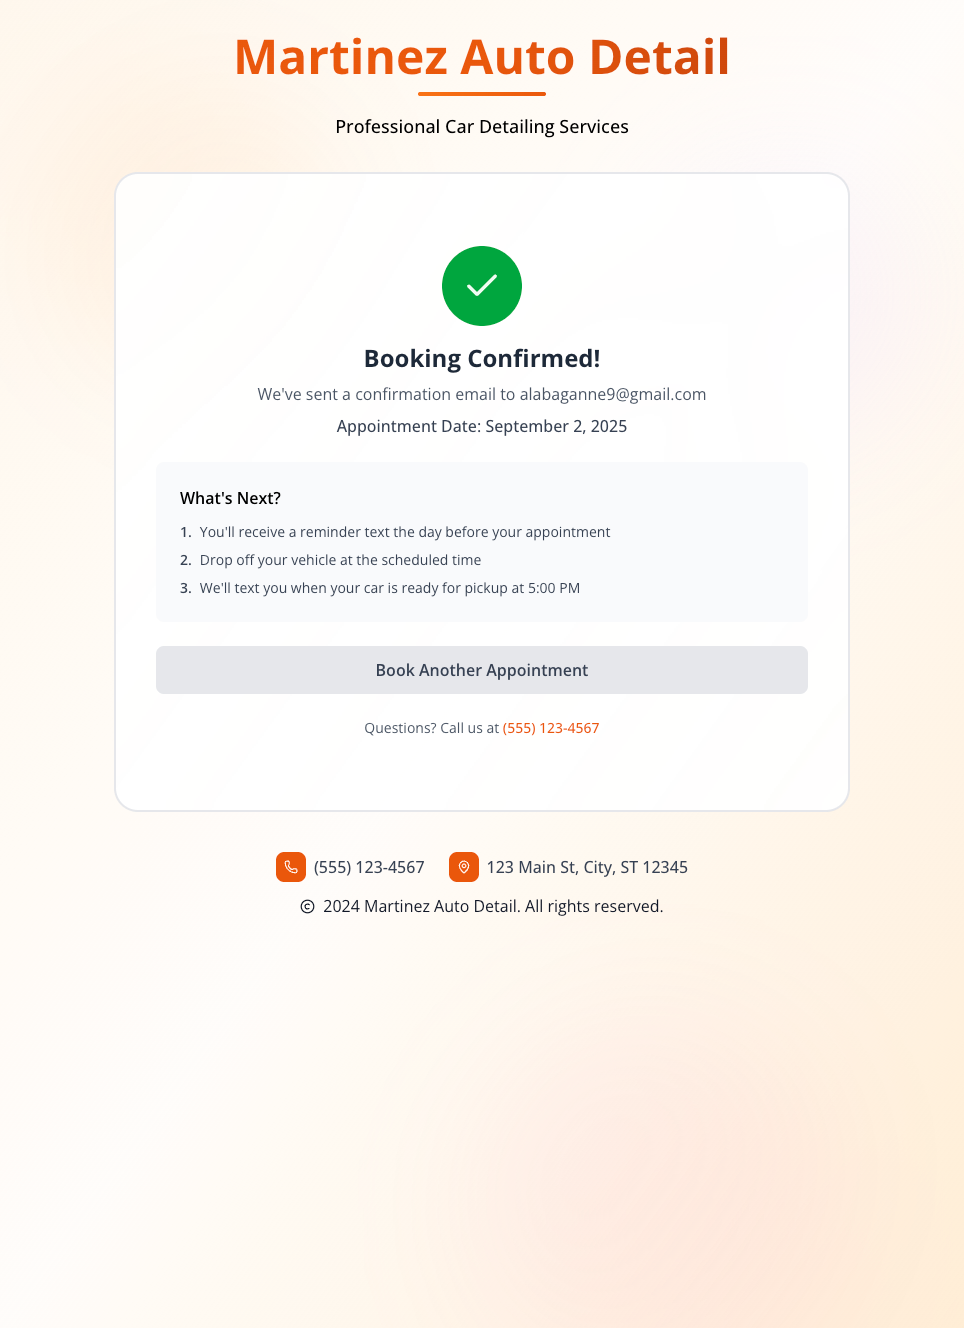 Martinez Auto Detail
Professional Car Detailing Services
Booking Confirmed!
We've sent a confirmation email to alabaganne9@gmail.com
Appointment Date: September 2, 2025
What's Next?
1. You'll receive a reminder text the day before your appointment
2. Drop off your vehicle at the scheduled time
3. We'll text you when your car is ready for pickup at 5:00 PM
Book Another Appointment
Questions? Call us at (555) 123-4567
(555) 123-4567 123 Main St, City, ST 12345
© 2024 Martinez Auto Detail. All rights reserved.